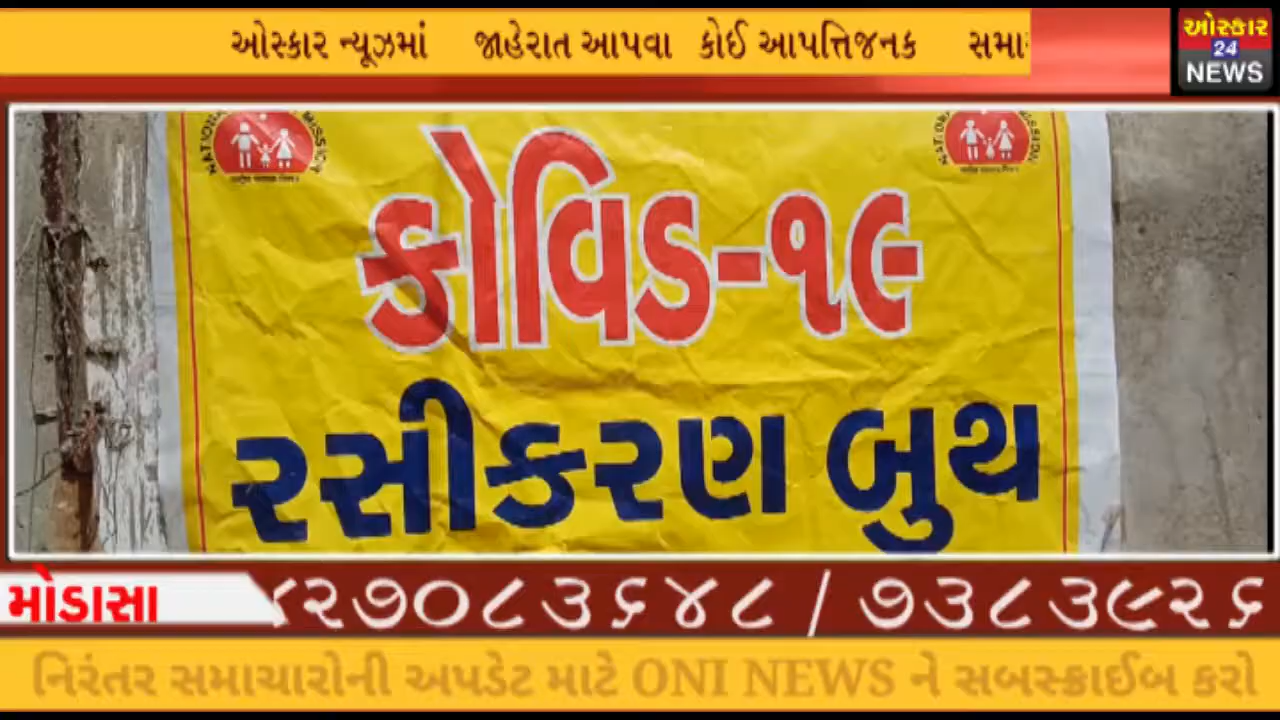 ઓસ્કાર ન્યૂઝમાં જાહેરાત આપવા કોઈ આપત્તિજનક
ઓસ્કાર
24
NEWS
કોવિડ-૧૯
રસીકરણ બુથ
મોડાસા
૪૨૭૦૮૩૬૪૮ / ૭૩૮૩૯૨૬
નિરંતર સમાચારોની અપડેટ માટે ONI NEWS ને સબસ્ક્રાઈબ કરો